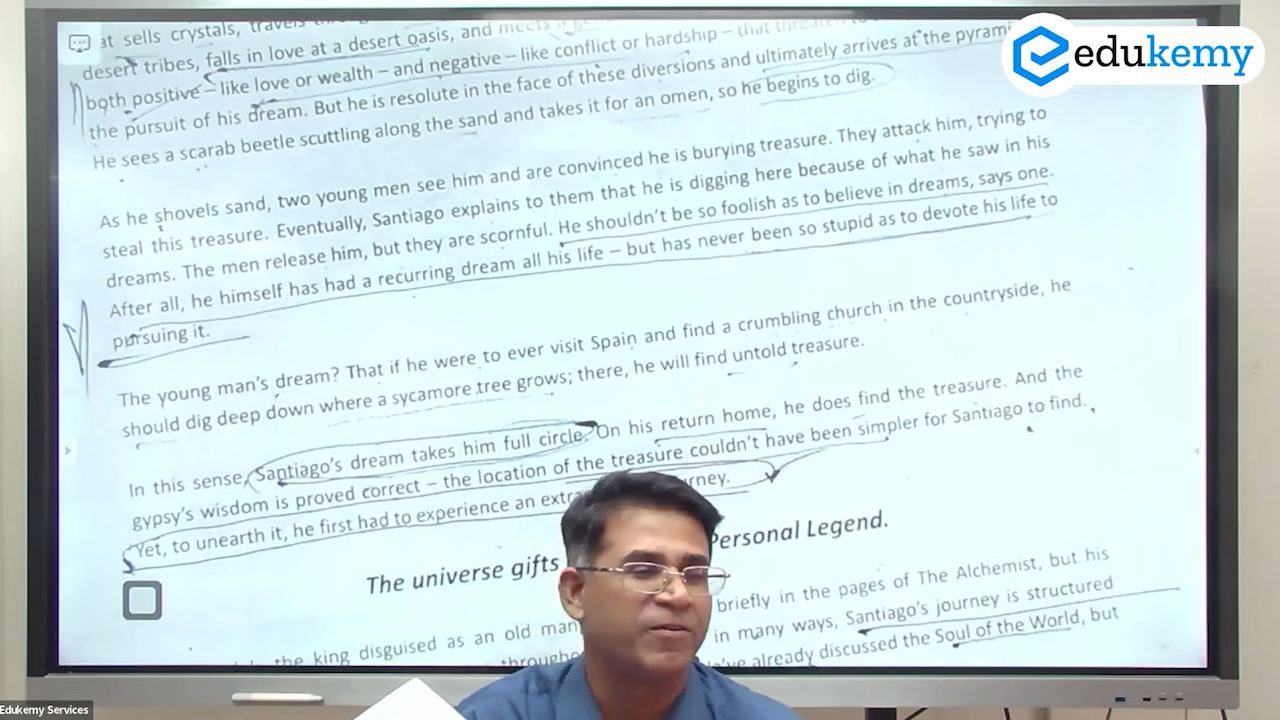 at sells crystals, travels
desert tribes, falls in love at a desert oasis, and meets a
both positive – like love or wealth – and negative – like conflict or hardship – that threaten to
the pursuit of his dream. But he is resolute in the face of these diversions and ultimately arrives at the pyrami
He sees a scarab beetle scuttling along the sand and takes it for an omen, so he begins to dig.
As he shovels sand, two young men see him and are convinced he is burying treasure. They attack him, trying to
steal this treasure. Eventually, Santiago explains to them that he is digging here because of what he saw in his
dreams. The men release him, but they are scornful. He shouldn't be so foolish as to believe in dreams, says one.
After all, he himself has had a recurring dream all his life – but has never been so stupid as to devote his life to
pursuing it.
The young man's dream? That if he were to ever visit Spain and find a crumbling church in the countryside, he
should dig deep down where a sycamore tree grows; there, he will find untold treasure.
In this sense, Santiago's dream takes him full circle. On his return home, he does find the treasure. And the
gypsy's wisdom is proved correct – the location of the treasure couldn't have been simpler for Santiago to find.
Yet, to unearth it, he first had to experience an extra rney.
The universe gifts Personal Legend.
briefly in the pages of The Alchemist, but his
the king disguised as an old man in many ways, Santiago's journey is structured
througho 've already discussed the Soul of the World, but
edukemy
Edukemy Services